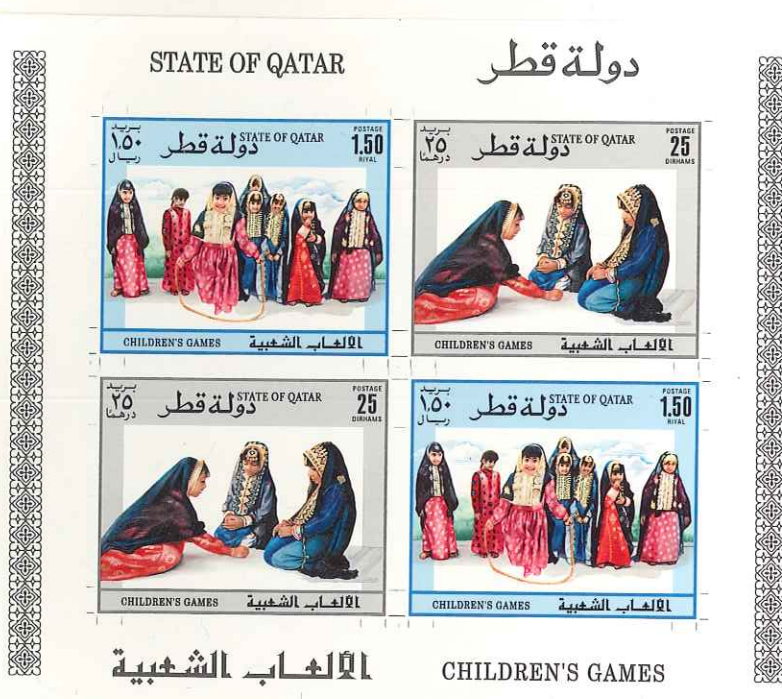 STATE OF QATAR دولة قطر
بريد ١،٥٠ ريال دولة قطر STATE OF QATAR POSTAGE 1.50 RIYAL
CHILDREN'S GAMES الألعاب الشعبية
بريد ٢٥ درهمًا دولة قطر STATE OF QATAR POSTAGE 25 DIRHAMS
CHILDREN'S GAMES الألعاب الشعبية
بريد ٢٥ درهمًا دولة قطر STATE OF QATAR POSTAGE 25 DIRHAMS
CHILDREN'S GAMES الألعاب الشعبية
بريد ١،٥٠ ريال دولة قطر STATE OF QATAR POSTAGE 1.50 RIYAL
CHILDREN'S GAMES الألعاب الشعبية
الألعاب الشعبية CHILDREN'S GAMES